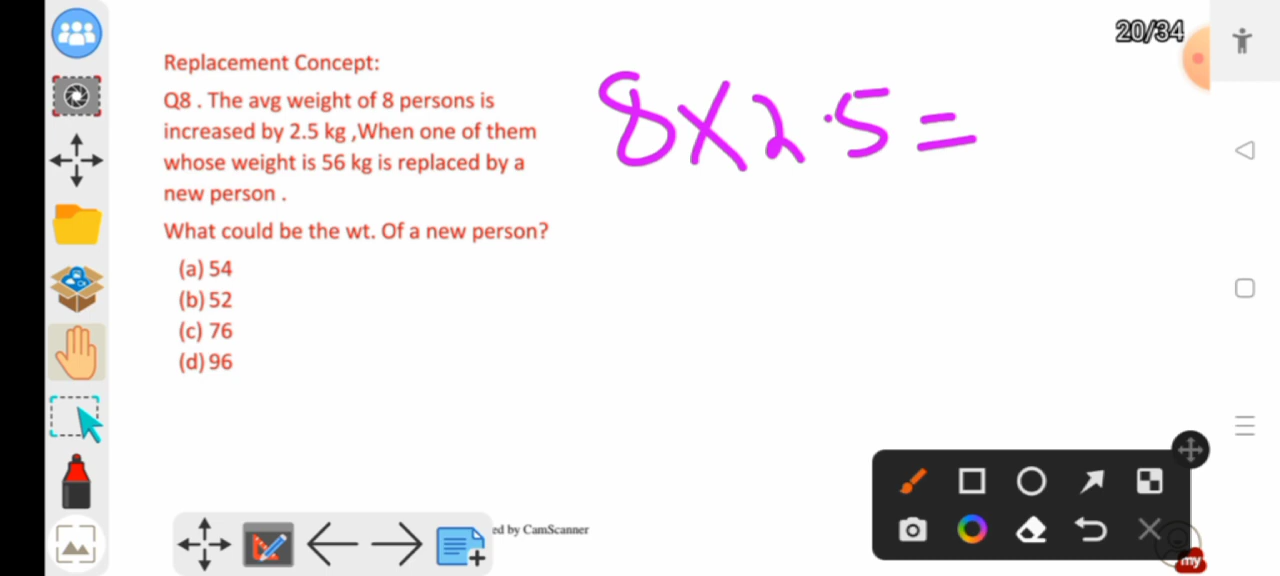 20/34
Replacement Concept:
Q8 . The avg weight of 8 persons is
increased by 2.5 kg ,When one of them
whose weight is 56 kg is replaced by a
new person .
What could be the wt. Of a new person?
(a) 54
(b) 52
(c) 76
(d) 96
8X2.5=
ed by CamScanner
my